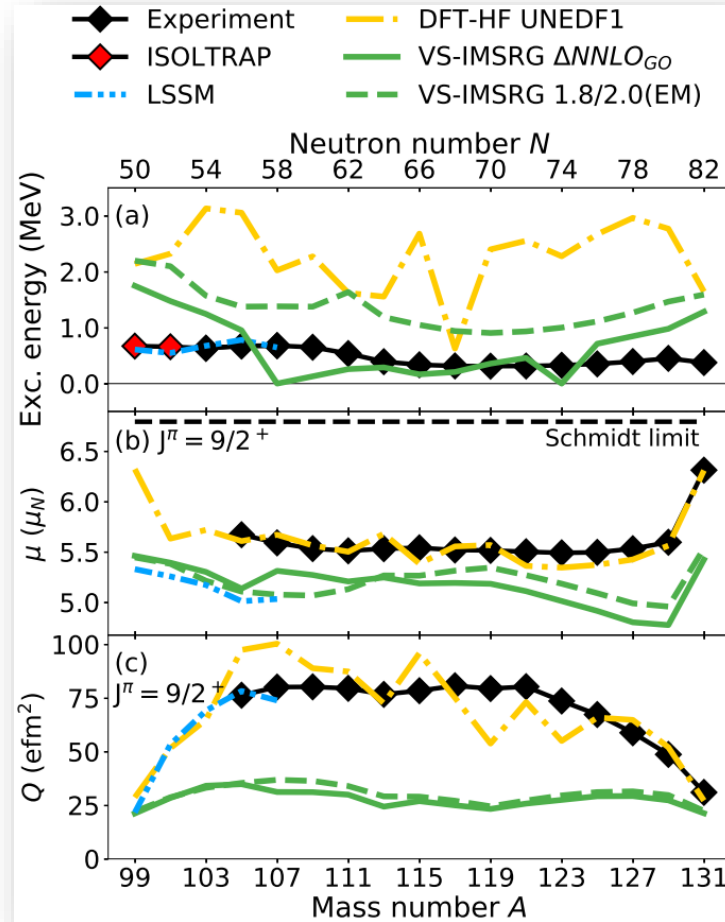 Experiment
DFT-HF UNEDF1
ISOLTRAP
VS-IMSRG ΔNNLO_GO
LSSM
VS-IMSRG 1.8/2.0(EM)
Neutron number N
50 54 58 62 66 70 74 78 82
Exc. energy (MeV)
(a)
3.0
2.0
1.0
0.0
μ (μ_N)
(b) J^π = 9/2^+
Schmidt limit
6.5
6.0
5.5
5.0
Q (efm²)
(c)
J^π = 9/2^+
100
75
50
25
0
99 103 107 111 115 119 123 127 131
Mass number A